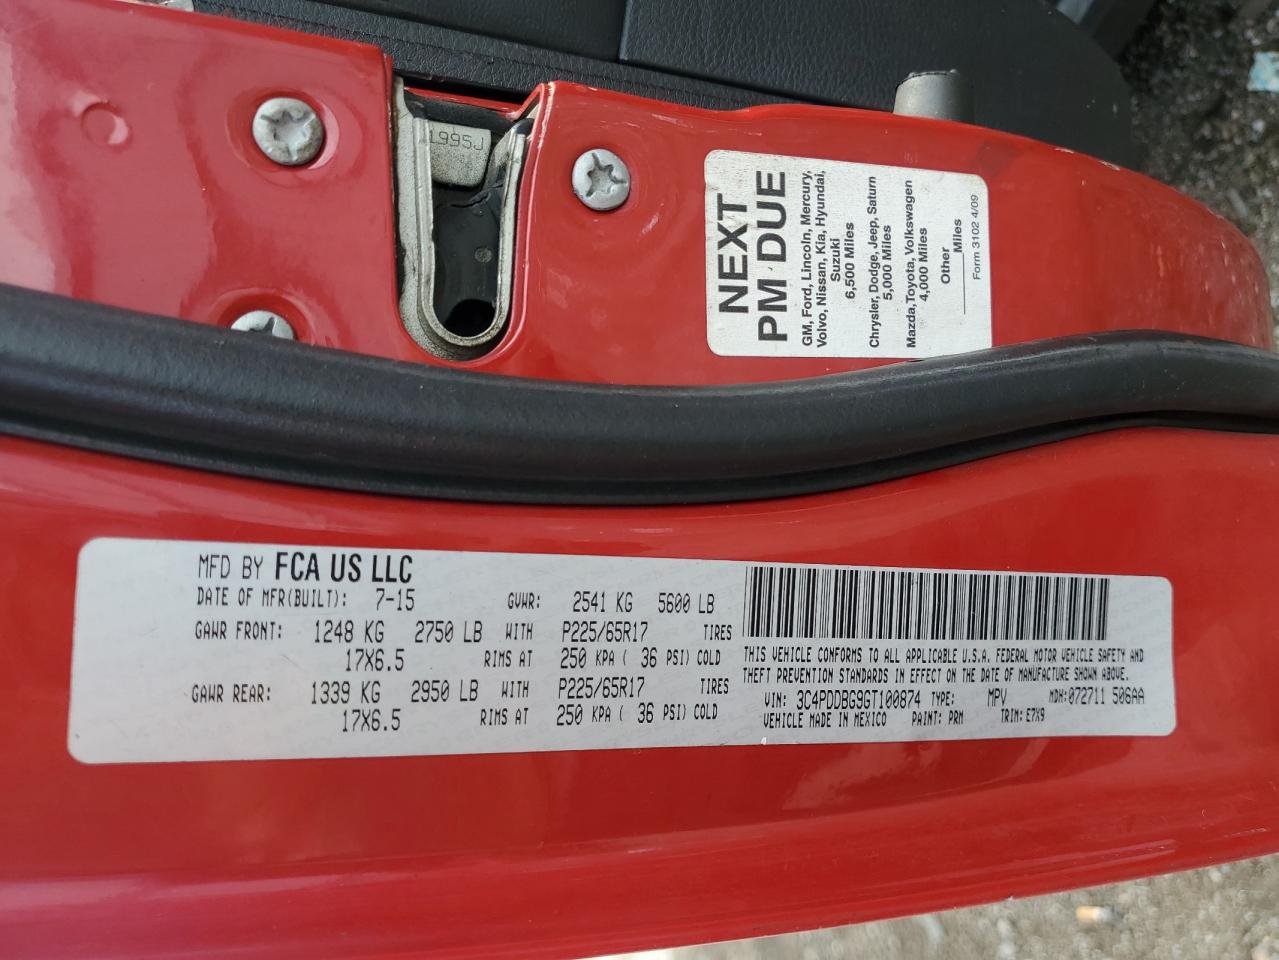 1995J
NEXT
PM DUE
GM, Ford, Lincoln, Mercury,
Volvo, Nissan, Kia, Hyundai,
Suzuki
6,500 Miles
Chrysler, Dodge, Jeep, Saturn
5,000 Miles
Mazda, Toyota, Volkswagen
4,000 Miles
Other
Miles
Form 3102 4/09
MFD BY FCA US LLC
DATE OF MFR(BUILT): 7-15 GVWR: 2541 KG 5600 LB
GAWR FRONT: 1248 KG 2750 LB WITH P225/65R17 TIRES
17X6.5 RIMS AT 250 KPA ( 36 PSI) COLD
GAWR REAR: 1339 KG 2950 LB WITH P225/65R17 TIRES
17X6.5 RIMS AT 250 KPA ( 36 PSI) COLD
THIS VEHICLE CONFORMS TO ALL APPLICABLE U.S.A. FEDERAL MOTOR VEHICLE SAFETY AND
THEFT PREVENTION STANDARDS IN EFFECT ON THE DATE OF MANUFACTURE SHOWN ABOVE.
VIN: 3C4PDDBG9GT100874 TYPE: MPV MDH:072711 506AA
VEHICLE MADE IN MEXICO PAINT: PRM TRIM: E7X9